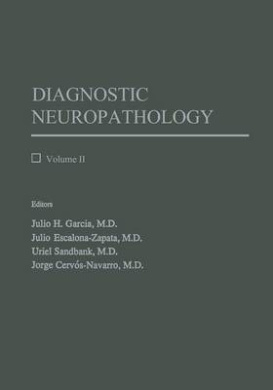 DIAGNOSTIC
NEUROPATHOLOGY
Volume II
Editors
Julio H. Garcia, M.D.
Julio Escalona-Zapata, M.D.
Uriel Sandbank, M.D.
Jorge Cervós-Navarro, M.D.